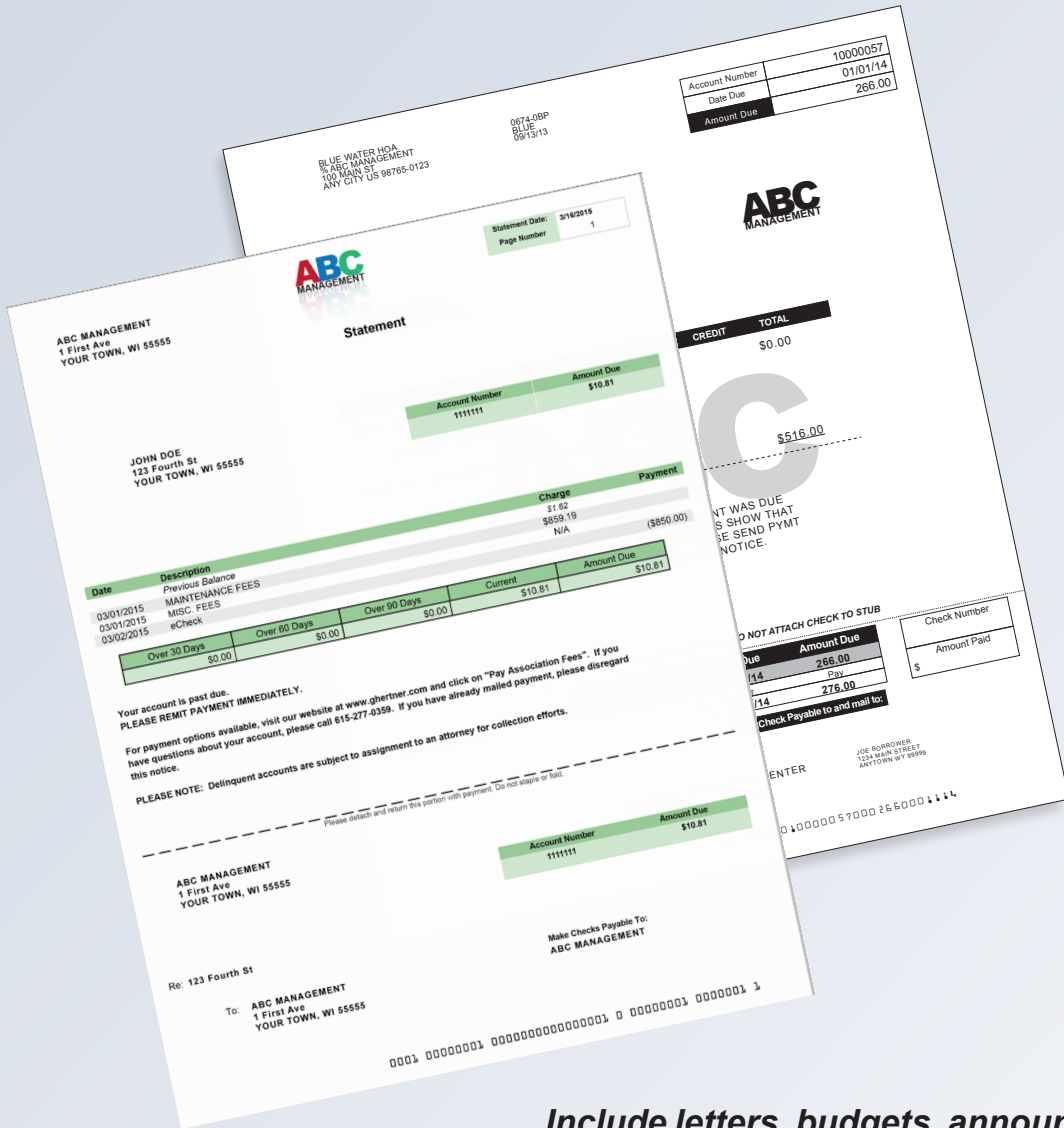 Account Number 10000057
Date Due 01/01/14
Amount Due 266.00
0674-0BP
BLUE
09/13/13
BLUE WATER HOA
% ABC MANAGEMENT
100 MAIN ST
ANY CITY US 98765-0123
ABC
MANAGEMENT
CREDIT TOTAL
$0.00
C
$516.00
NT WAS DUE
S SHOW THAT
SE SEND PYMT
NOTICE.
O NOT ATTACH CHECK TO STUB
Due Amount Due
/14 266.00
Pay
/14 276.00
Check Payable to and mail to:
Check Number
Amount Paid
$
ENTER
JOE BORROWER
1234 MAIN STREET
ANYTOWN WY 99999
0100000570002660001114
Statement Date: 3/16/2015
Page Number 1
ABC
MANAGEMENT
Statement
ABC MANAGEMENT
1 First Ave
YOUR TOWN, WI 55555
Account Number Amount Due
1111111 $10.81
JOHN DOE
123 Fourth St
YOUR TOWN, WI 55555
Date Description Charge Payment
Previous Balance $1.62
03/01/2015 MAINTENANCE FEES $859.19
03/01/2015 MISC. FEES N/A
03/02/2015 eCheck ($850.00)
Over 30 Days Over 60 Days Over 90 Days Current Amount Due
$0.00 $0.00 $0.00 $10.81 $10.81
Your account is past due.
PLEASE REMIT PAYMENT IMMEDIATELY.
For payment options available, visit our website at www.ghertner.com and click on "Pay Association Fees". If you
have questions about your account, please call 615-277-0359. If you have already mailed payment, please disregard
this notice.
PLEASE NOTE: Delinquent accounts are subject to assignment to an attorney for collection efforts.
Please detach and return this portion with payment. Do not staple or fold.
ABC MANAGEMENT
1 First Ave
YOUR TOWN, WI 55555
Account Number Amount Due
1111111 $10.81
Make Checks Payable To:
ABC MANAGEMENT
Re: 123 Fourth St
To: ABC MANAGEMENT
1 First Ave
YOUR TOWN, WI 55555
0001 00000001 0000000000000001 0 00000001 0000001 1
Include letters, budgets, announ